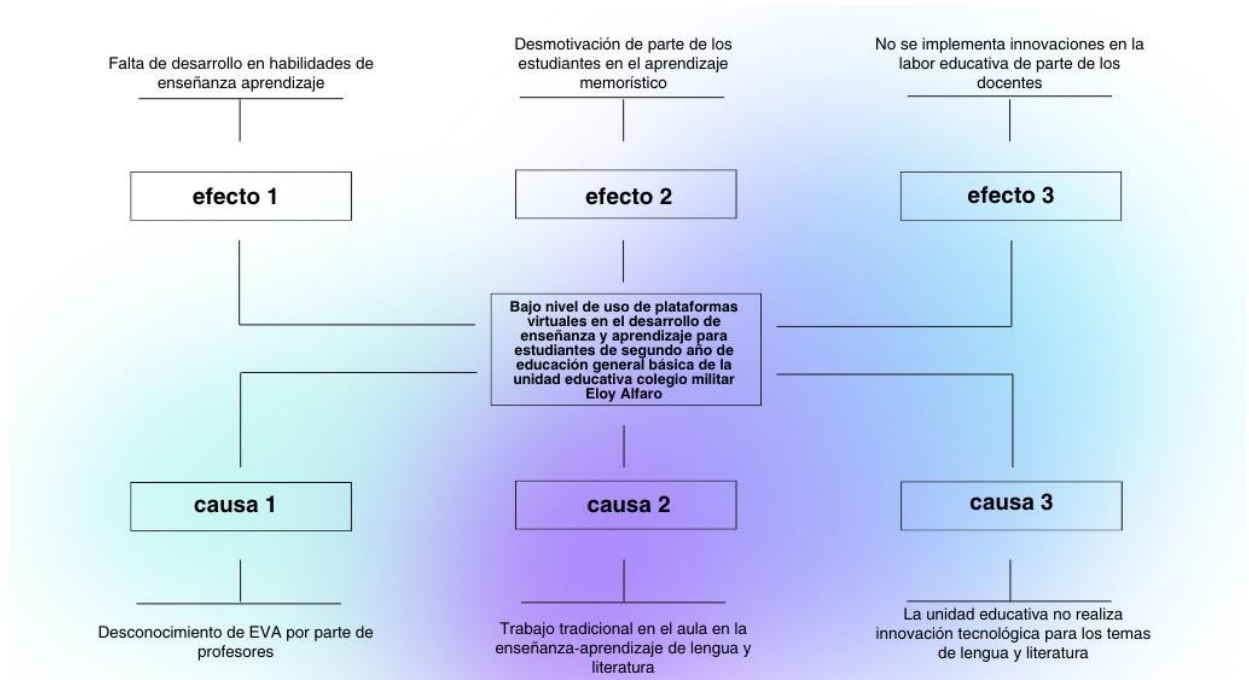 Falta de desarrollo en habilidades de
enseñanza aprendizaje
Desmotivación de parte de los
estudiantes en el aprendizaje
memorístico
No se implementa innovaciones en la
labor educativa de parte de los
docentes
efecto 1
efecto 2
efecto 3
Bajo nivel de uso de plataformas
virtuales en el desarrollo de
enseñanza y aprendizaje para
estudiantes de segundo año de
educación general básica de la
unidad educativa colegio militar
Eloy Alfaro
causa 1
causa 2
causa 3
Desconocimiento de EVA por parte de
profesores
Trabajo tradicional en el aula en la
enseñanza-aprendizaje de lengua y
literatura
La unidad educativa no realiza
innovación tecnológica para los temas
de lengua y literatura